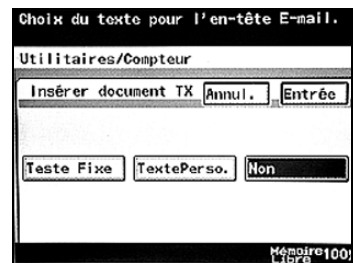 Choix du texte pour l'en-tête E-mail.
Utilitaires/Compteur
Insérer document TX Annul. Entrée
Teste Fixe TextePerso. Non
Mémoire 100%
Libre